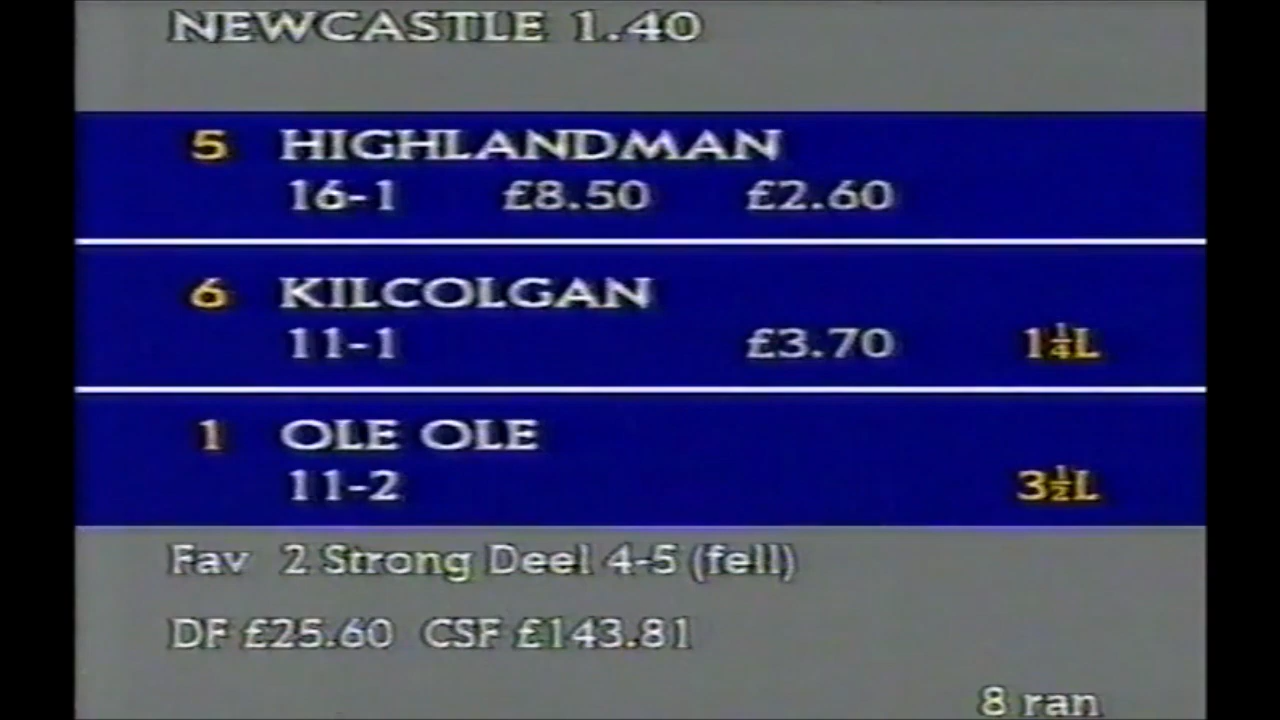 NEWCASTLE 1.40
5 HIGHLANDMAN
16-1 £8.50 £2.60
6 KILCOLGAN
11-1 £3.70 1¼L
1 OLE OLE
11-2 3½L
Fav 2 Strong Deel 4-5 (fell)
DF £25.60 CSF £143.81
8 ran